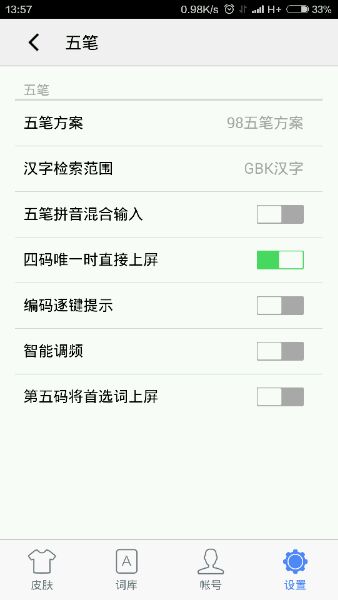 13:57 0.98K/s H+ 33%
五笔
五笔
五笔方案 98五笔方案
汉字检索范围 GBK汉字
五笔拼音混合输入
四码唯一时直接上屏
编码逐键提示
智能调频
第五码将首选词上屏
A
皮肤 词库 帐号 设置